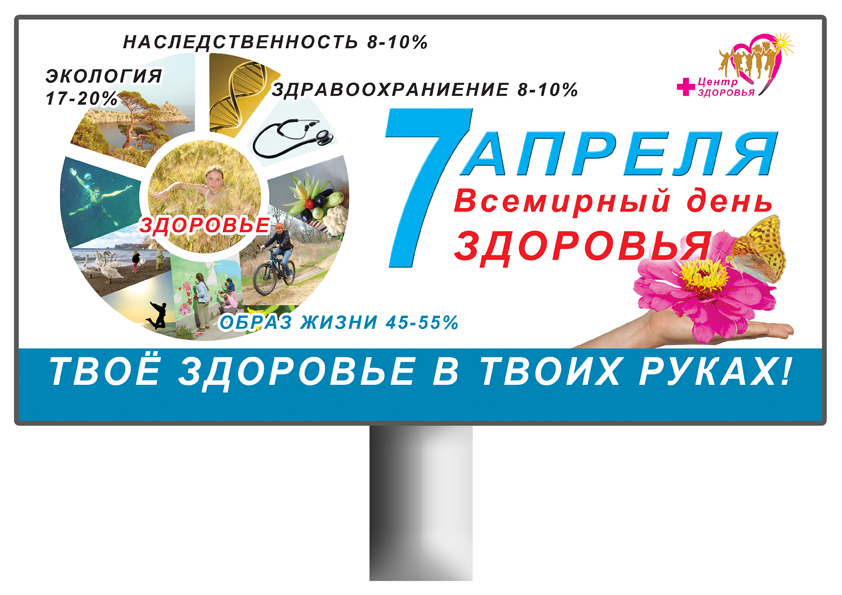 НАСЛЕДСТВЕННОСТЬ 8-10%
ЭКОЛОГИЯ
17-20%
ЗДРАВООХРАНИЕНИЕ 8-10%
Центр
ЗДОРОВЬЯ
7 АПРЕЛЯ
Всемирный день
ЗДОРОВЬЯ
ЗДОРОВЬЕ
ОБРАЗ ЖИЗНИ 45-55%
ТВОЁ ЗДОРОВЬЕ В ТВОИХ РУКАХ!